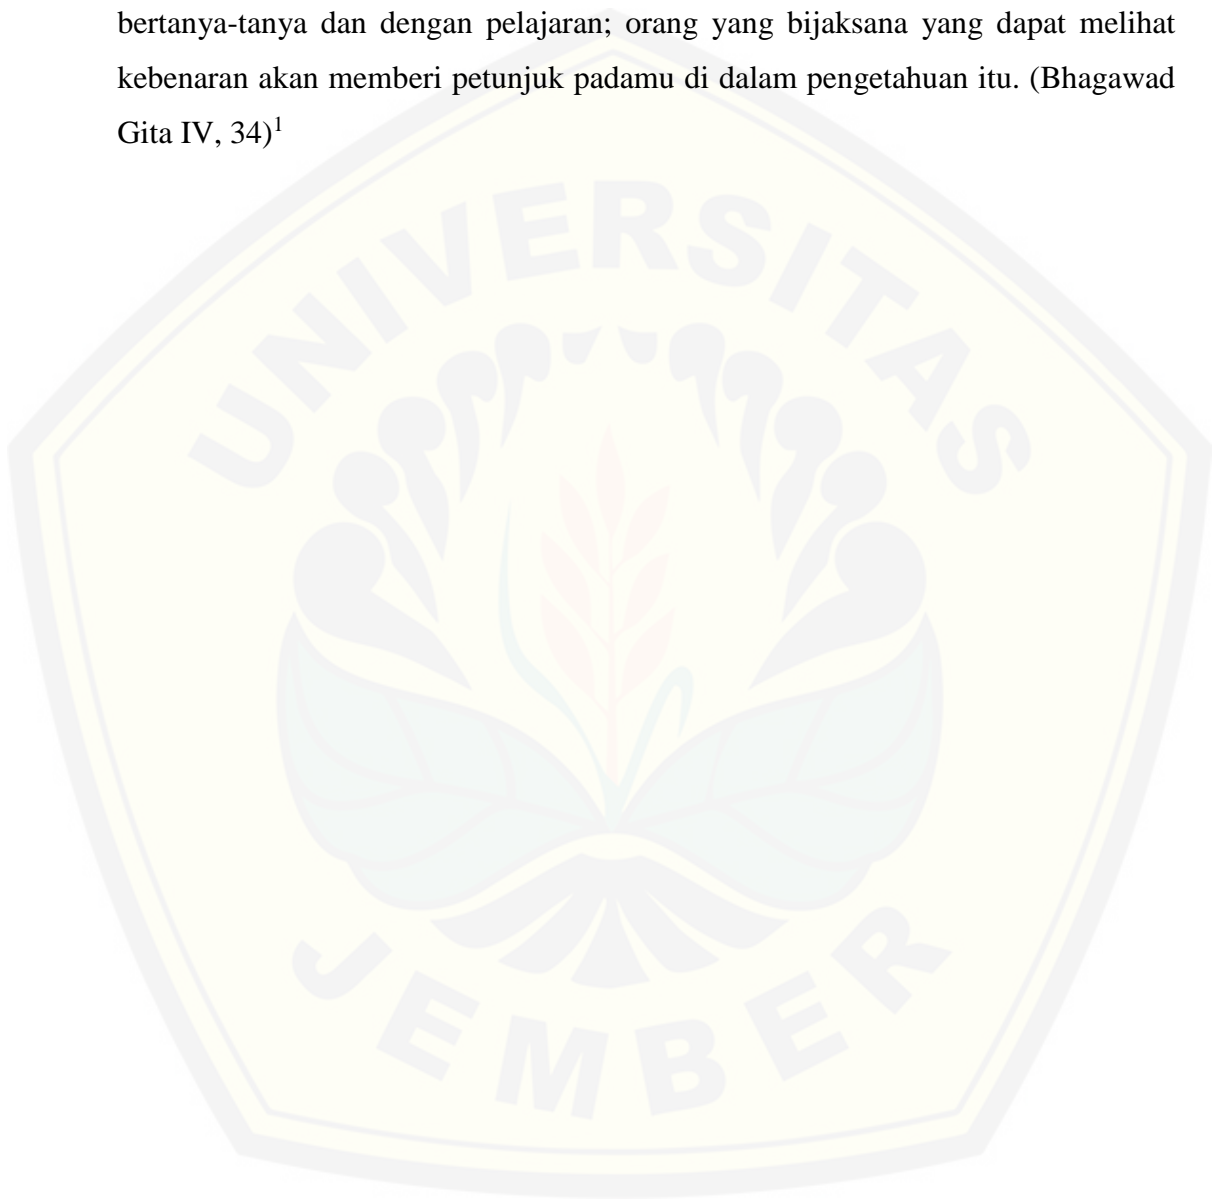 bertanya-tanya dan dengan pelajaran; orang yang bijaksana yang dapat melihat
kebenaran akan memberi petunjuk padamu di dalam pengetahuan itu. (Bhagawad
Gita IV, 34)¹
UNIVERSITAS
JEMBER